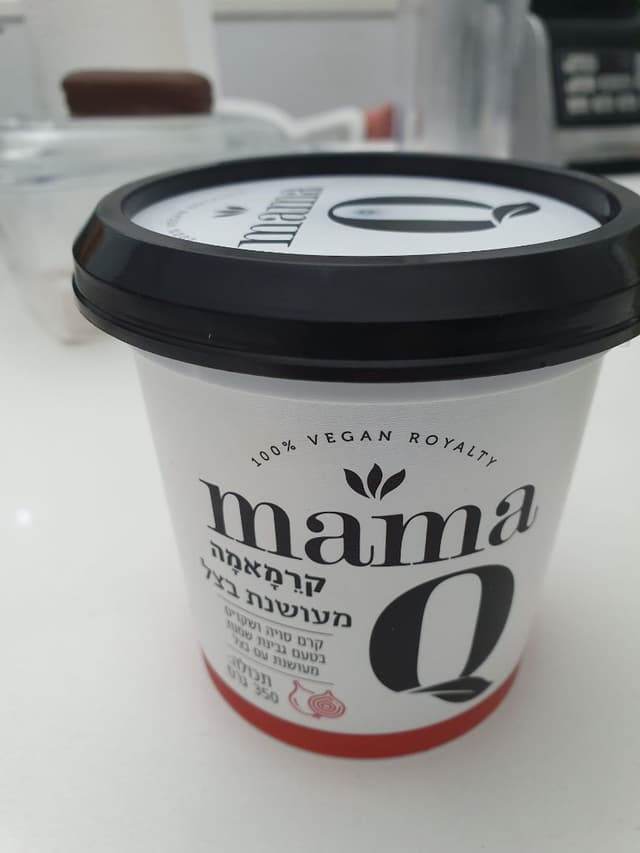 mama
Q
100% VEGAN ROYALTY
mama
Q
קרֵמָאמָה
מעושנת בצל
קרם סויה ושקדים
בטעם גבינת שמנת
מעושנת עם בצל
תכולה:
350 גרם